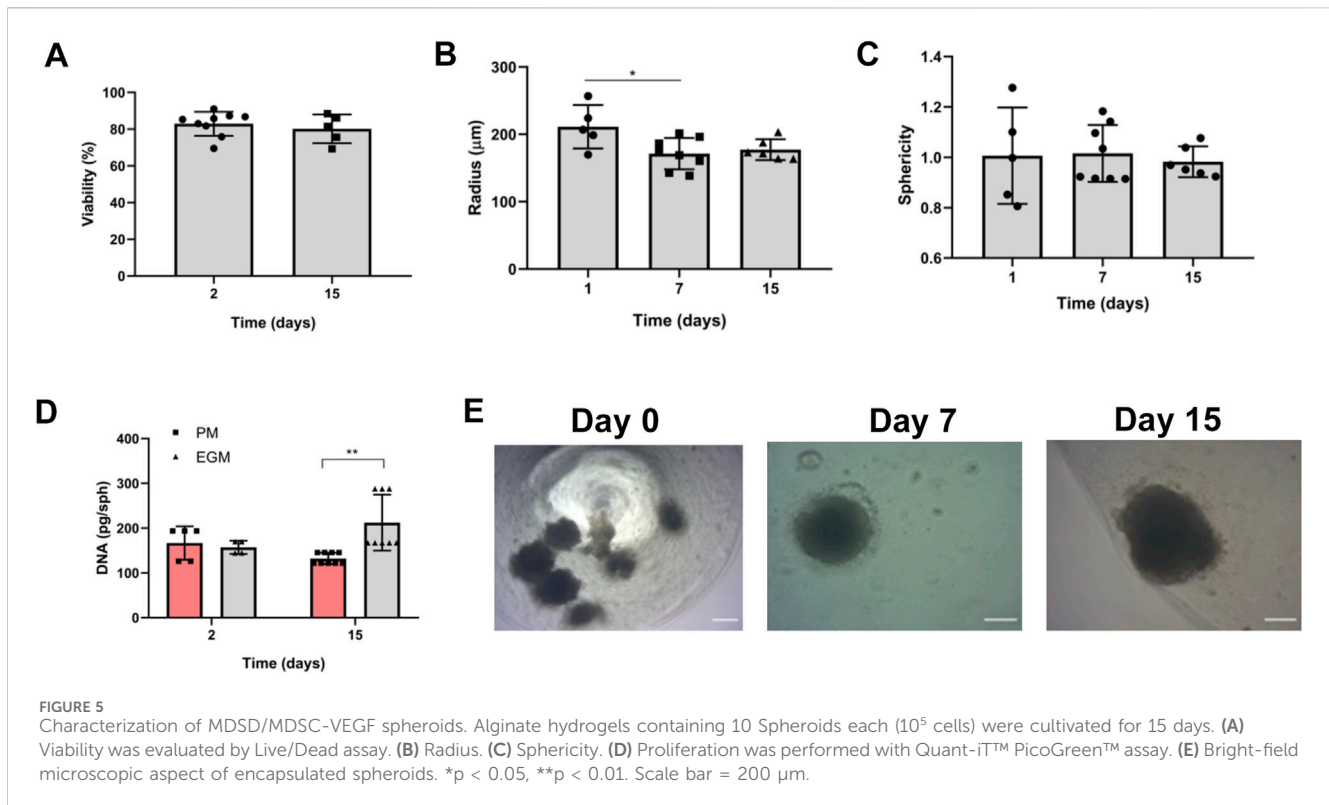 A
Viability (%)
100
80
60
40
20
0
2
15
Time (days)
B
Radius (µm)
300
200
100
0
*
1
7
15
Time (days)
C
Sphericity
1.4
1.2
1.0
0.8
0.6
1
7
15
Time (days)
D
PM
EGM
DNA (pg/sph)
400
300
200
100
0
**
2
15
Time (days)
E
Day 0
Day 7
Day 15
FIGURE 5
Characterization of MDSD/MDSC-VEGF spheroids. Alginate hydrogels containing 10 Spheroids each (10⁵ cells) were cultivated for 15 days. (A)
Viability was evaluated by Live/Dead assay. (B) Radius. (C) Sphericity. (D) Proliferation was performed with Quant-iT™ PicoGreen™ assay. (E) Bright-field
microscopic aspect of encapsulated spheroids. *p < 0.05, **p < 0.01. Scale bar = 200 µm.